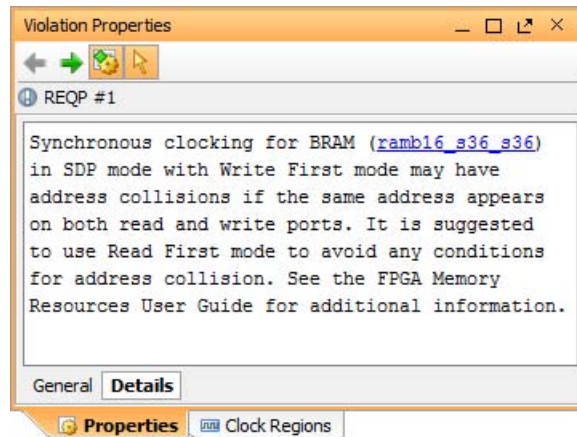 Violation Properties
REQP #1
Synchronous clocking for BRAM (ramb16_s36_s36)
in SDP mode with Write First mode may have
address collisions if the same address appears
on both read and write ports. It is suggested
to use Read First mode to avoid any conditions
for address collision. See the FPGA Memory
Resources User Guide for additional information.
General Details
Properties Clock Regions